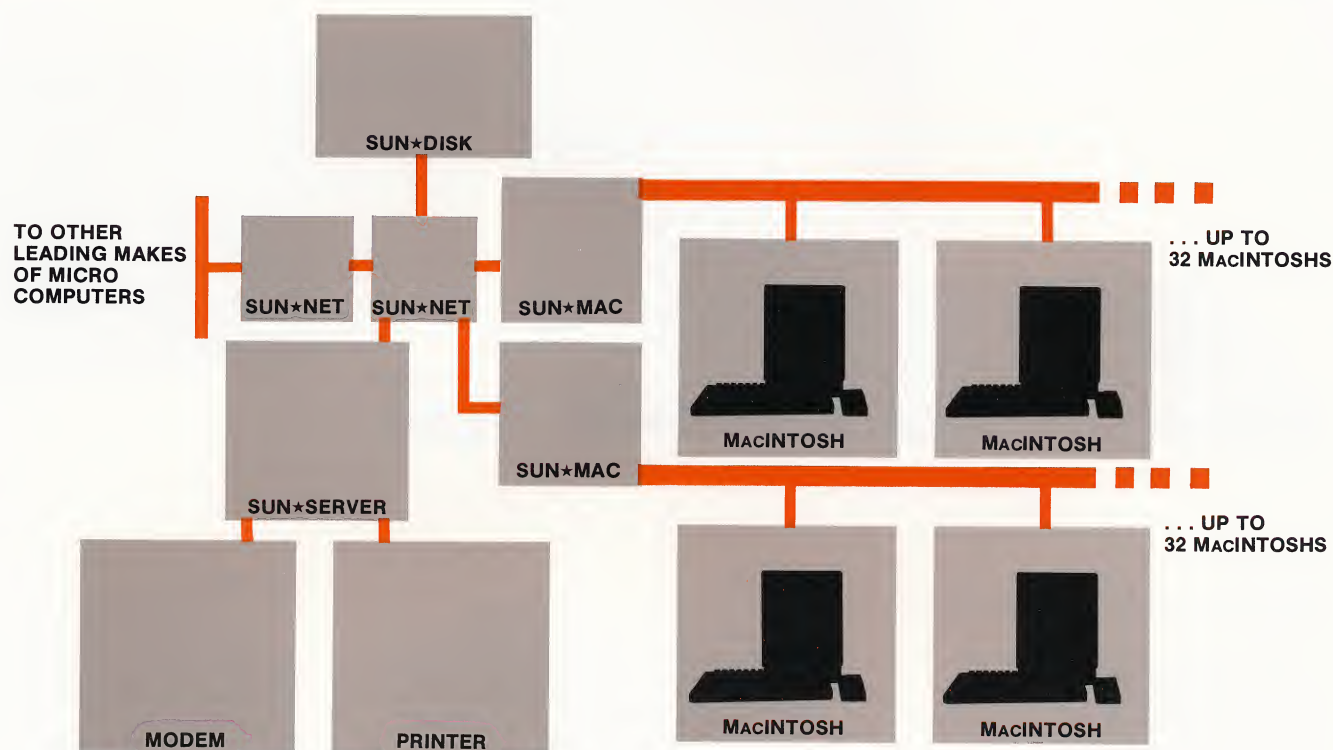 SUN★DISK
TO OTHER
LEADING MAKES
OF MICRO
COMPUTERS
SUN★NET
SUN★NET
SUN★MAC
. . . UP TO
32 MACINTOSHS
MACINTOSH
MACINTOSH
SUN★MAC
SUN★SERVER
. . . UP TO
32 MACINTOSHS
MODEM
PRINTER
MACINTOSH
MACINTOSH